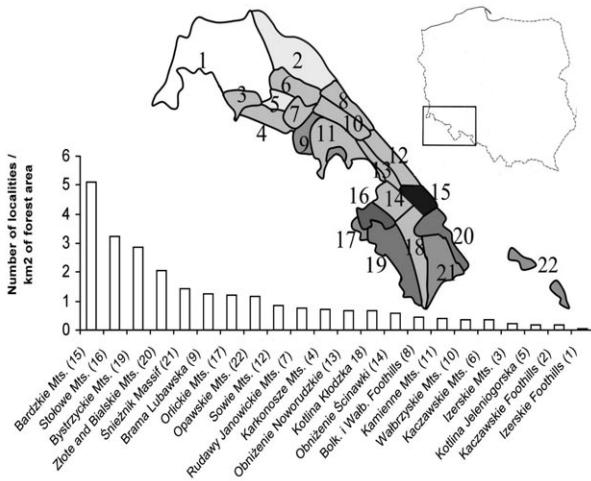 1
2
3
4
5
6
7
8
9
10
11
12
13
14
15
16
17
18
19
20
21
22
Number of localities /
km2 of forest area
6
5
4
3
2
1
0
Bardzkie Mts. (15)
Stołowe Mts. (16)
Bystrzyckie Mts. (19)
Złote and Bialskie Mts. (20)
Śnieżnik Massif (21)
Brama Lubawska (9)
Orlickie Mts. (17)
Opawskie Mts. (22)
Sowie Mts. (12)
Rudawy Janowickie Mts. (7)
Karkonosze Mts. (4)
Obniżenie Noworudzkie (13)
Kotlina Kłodzka (18)
Obniżenie Ścinawki (14)
Bolk. i Wałb. Foothills (8)
Kamienne Mts. (11)
Wałbrzyskie Mts. (10)
Kaczawskie Mts. (6)
Izerskie Mts. (3)
Kotlina Jeleniogorska (5)
Kaczawskie Foothills (2)
Izerskie Foothills (1)